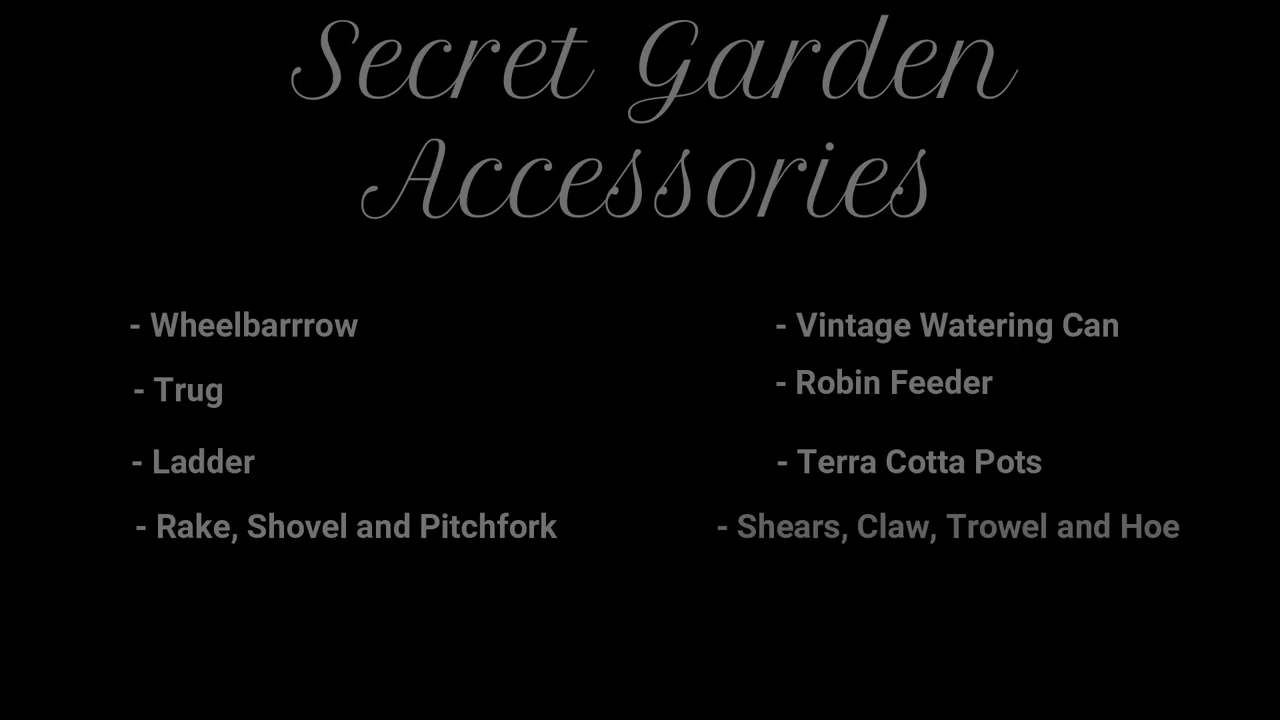 Secret Garden
Accessories
- Wheelbarrrow
- Trug
- Ladder
- Rake, Shovel and Pitchfork
- Vintage Watering Can
- Robin Feeder
- Terra Cotta Pots
- Shears, Claw, Trowel and Hoe